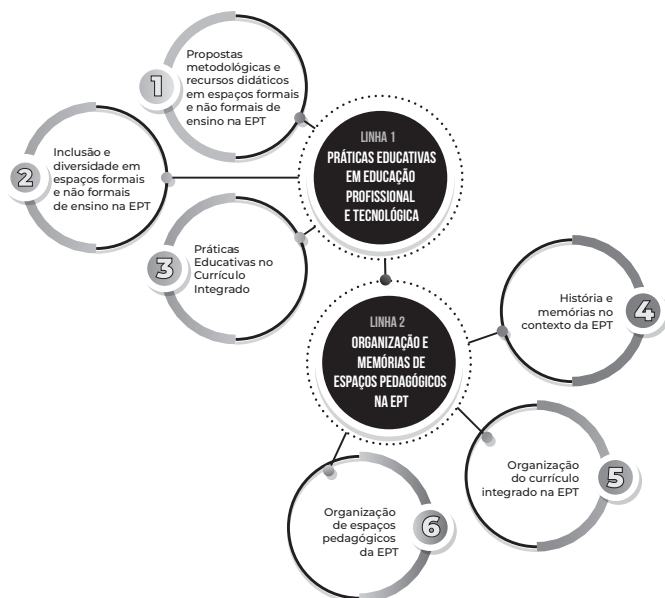 1
Propostas
metodológicas e
recursos didáticos
em espaços formais
e não formais de
ensino na EPT
2
Inclusão e
diversidade em
espaços formais
e não formais
de ensino na EPT
3
Práticas
Educativas no
Currículo
Integrado
LINHA 1
PRÁTICAS EDUCATIVAS
EM EDUCAÇÃO
PROFISSIONAL
E TECNOLÓGICA
LINHA 2
ORGANIZAÇÃO E
MEMÓRIAS DE
ESPAÇOS PEDAGÓGICOS
NA EPT
História e
memórias no
contexto da EPT
4
Organização
do currículo
integrado na EPT
5
Organização
de espaços
pedagógicos
da EPT
6